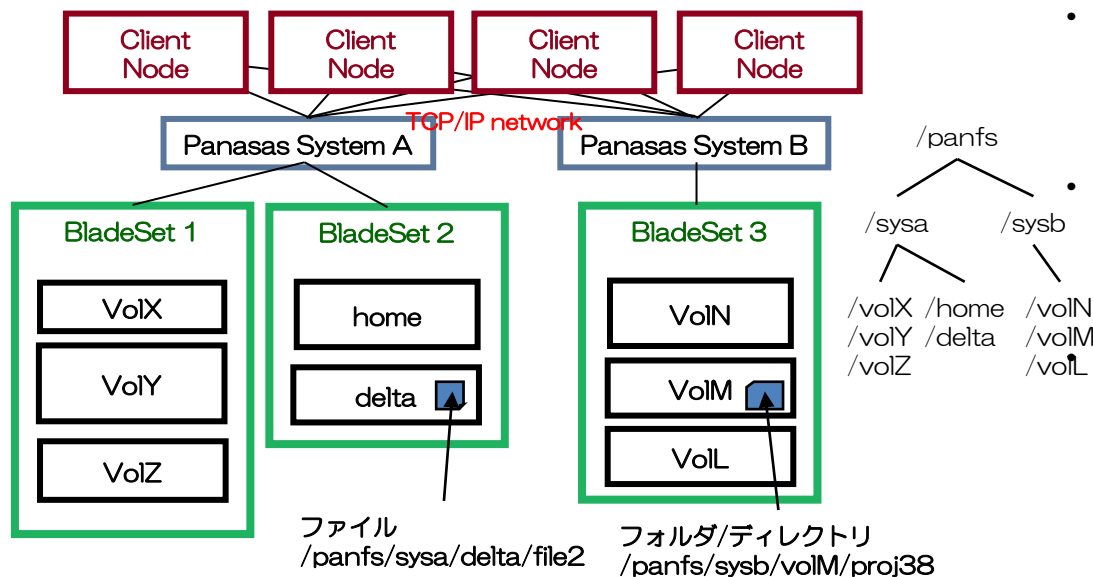 Client
Node
Client
Node
Client
Node
Client
Node
TCP/IP network
Panasas System A
Panasas System B
BladeSet 1
VolX
VolY
VolZ
BladeSet 2
home
delta
BladeSet 3
VolN
VolM
VolL
ファイル
/panfs/sysa/delta/file2
フォルダ/ディレクトリ
/panfs/sysb/volM/proj38
/panfs
/sysa
/sysb
/volX
/volY
/volZ
/home
/delta
/volN
/volM
/volL